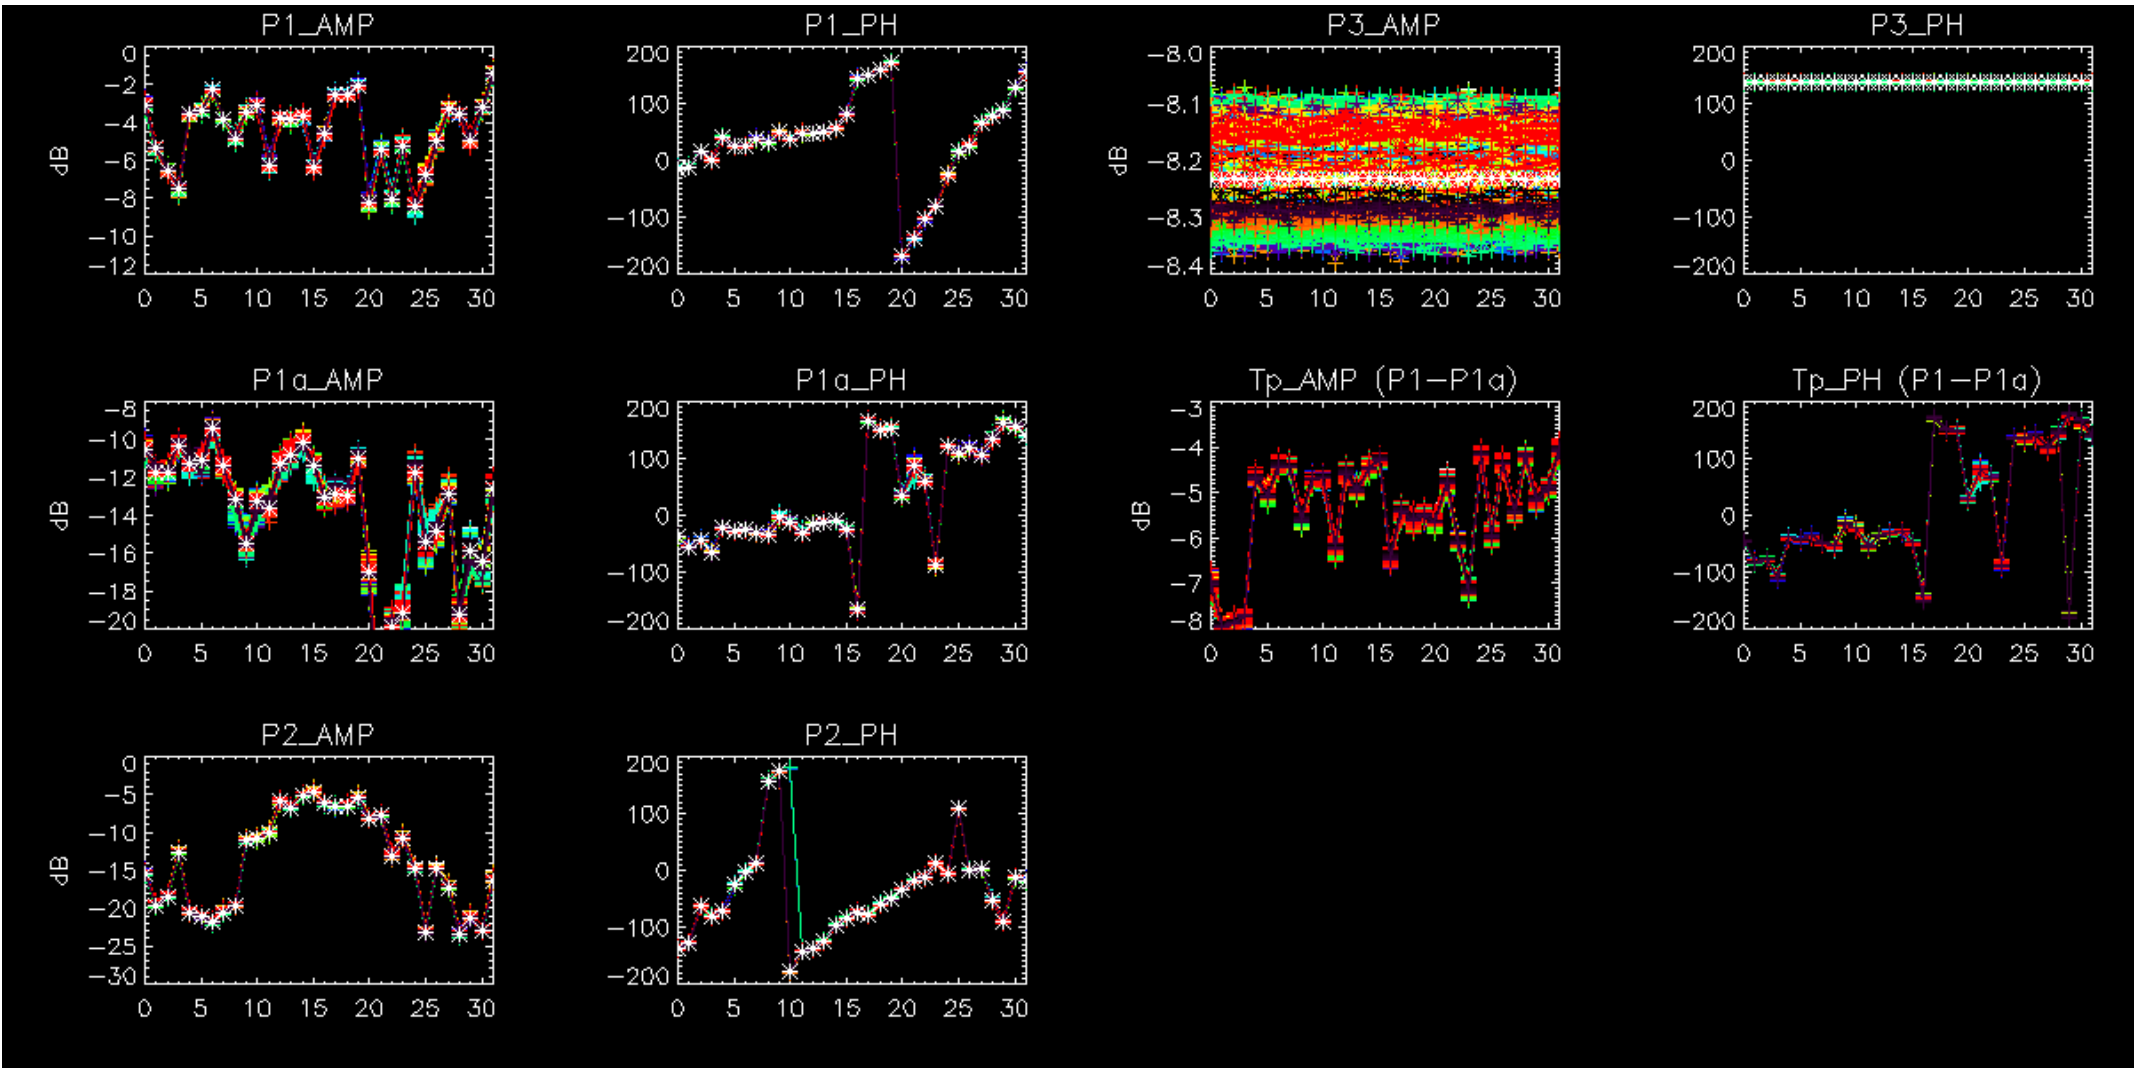 P1_AMP
0
-2
-4
-6
-8
-10
-12
dB
0 5 10 15 20 25 30
P1_PH
200
100
0
-100
-200
0 5 10 15 20 25 30
P3_AMP
-8.0
-8.1
-8.2
-8.3
-8.4
dB
0 5 10 15 20 25 30
P3_PH
200
100
0
-100
-200
0 5 10 15 20 25 30
P1a_AMP
-8
-10
-12
-14
-16
-18
-20
dB
0 5 10 15 20 25 30
P1a_PH
200
100
0
-100
-200
0 5 10 15 20 25 30
Tp_AMP (P1-P1a)
-3
-4
-5
-6
-7
-8
dB
0 5 10 15 20 25 30
Tp_PH (P1-P1a)
200
100
0
-100
-200
0 5 10 15 20 25 30
P2_AMP
0
-5
-10
-15
-20
-25
-30
dB
0 5 10 15 20 25 30
P2_PH
200
100
0
-100
-200
0 5 10 15 20 25 30